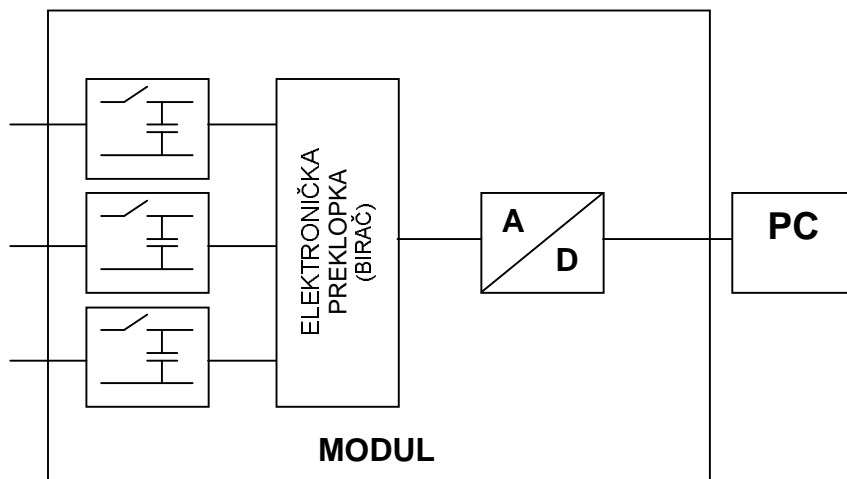 ELEKTRONIČKA
PREKLOPKA
(BIRAČ)
A
D
PC
MODUL